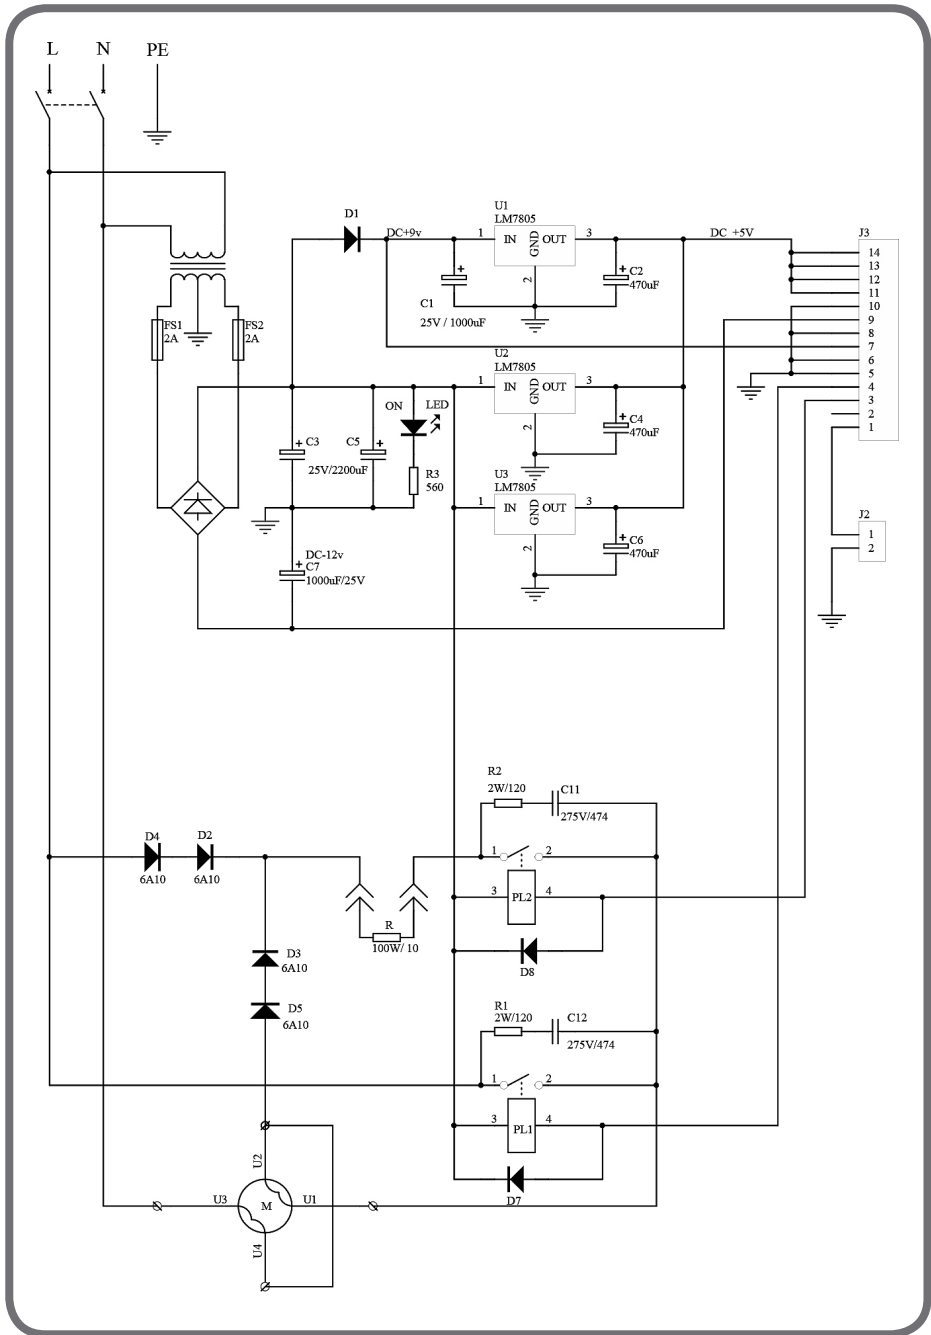 L N PE
U1
LM7805
D1
DC+9v
1 IN GND OUT 3
2
DC +5V
J3
14
13
12
11
10
9
8
7
6
5
4
3
2
1
C1
25V / 1000uF
C2
470uF
FS1
2A
FS2
2A
U2
LM7805
1 IN GND OUT 3
2
ON LED
C3
25V/2200uF
C5
R3
560
C4
470uF
U3
LM7805
1 IN GND OUT 3
2
C6
470uF
DC-12v
C7
1000uF/25V
J2
1
2
R2
2W/120
C11
275V/474
D4
6A10
D2
6A10
1 2
3 PL2 4
D8
R
100W/ 10
D3
6A10
D5
6A10
R1
2W/120
C12
275V/474
1 2
3 PL1 4
D7
U2
U3 M U1
U4